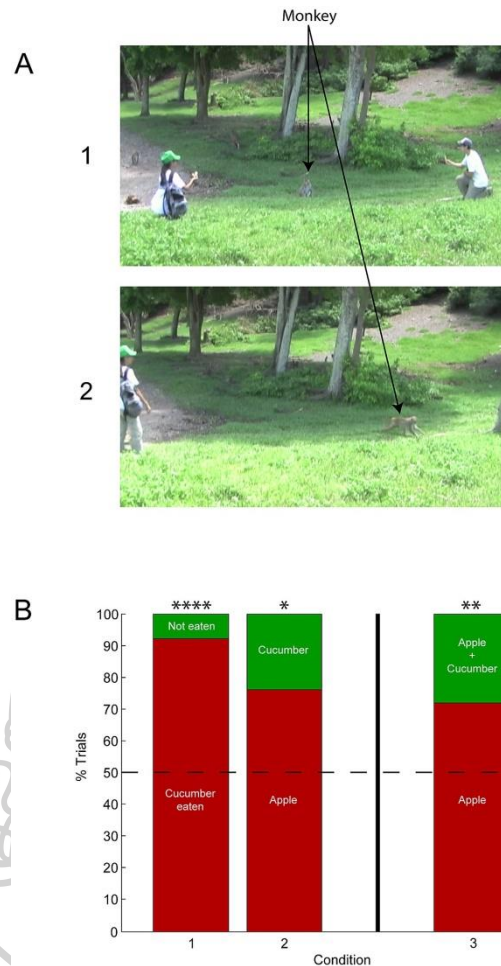 Monkey
A
1
2
B
100
90
80
70
60
50
40
30
20
10
0
% Trials
****
*
**
Not eaten
Cucumber
Apple
+
Cucumber
Cucumber
eaten
Apple
Apple
1
2
3
Condition